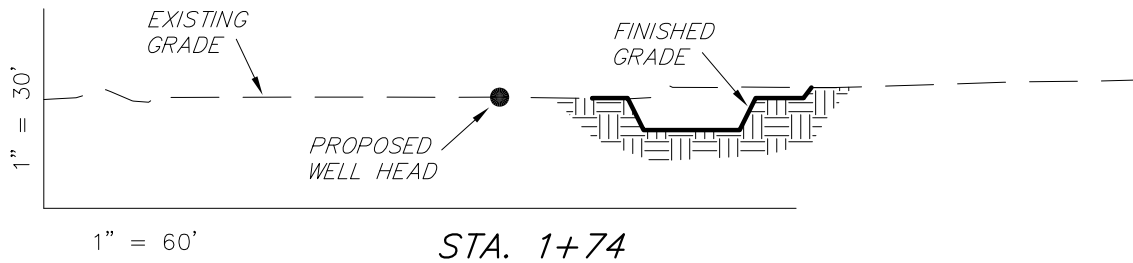 EXISTING
GRADE
FINISHED
GRADE
1” = 30’
PROPOSED
WELL HEAD
1” = 60’
STA. 1+74